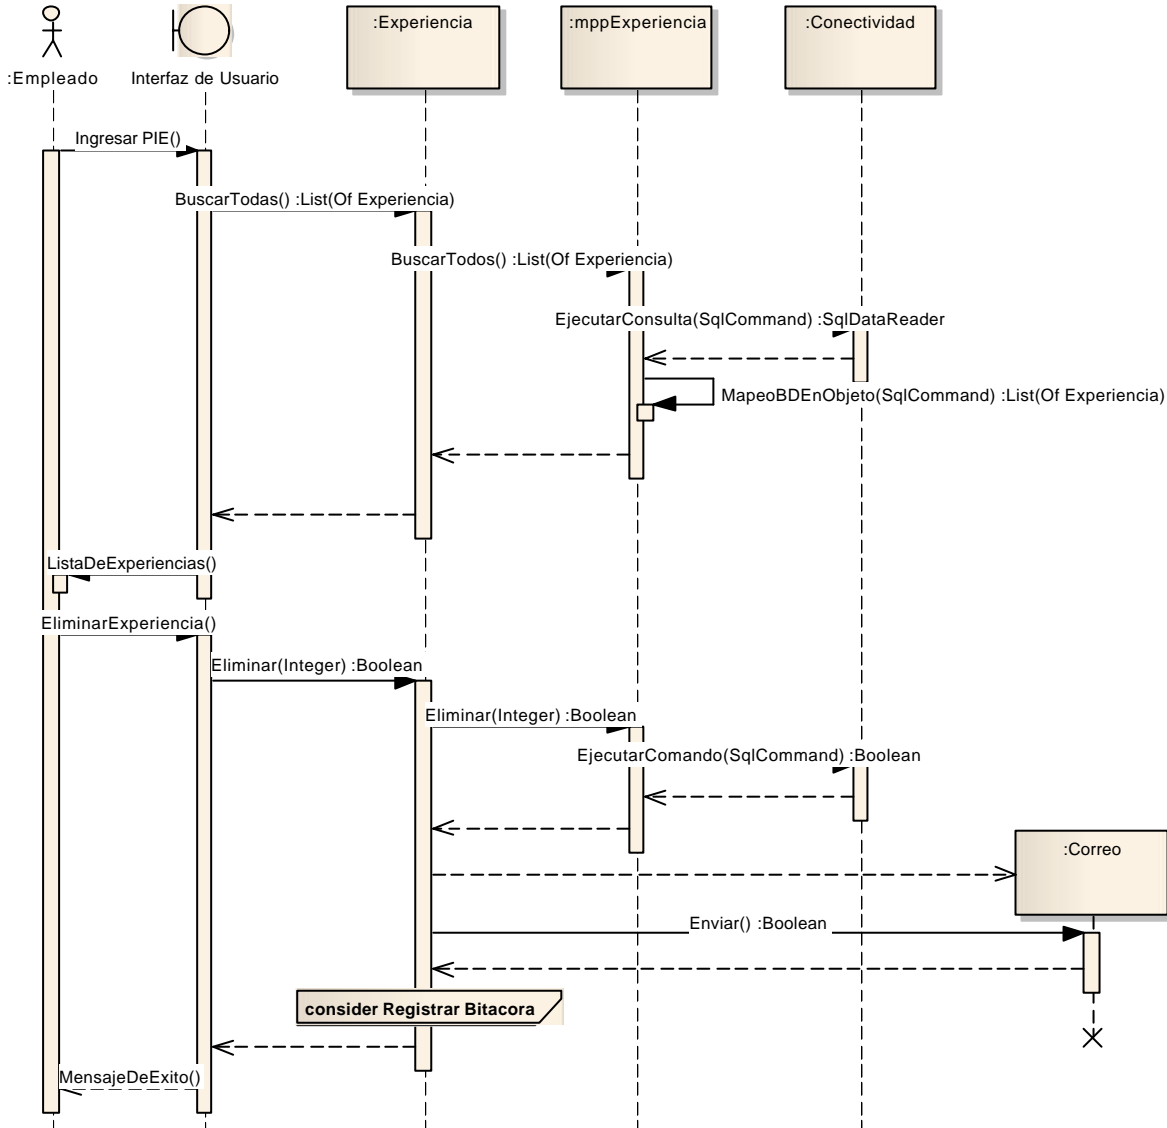 :Experiencia
:mppExperiencia
:Conectividad
:Empleado
Interfaz de Usuario
Ingresar PIE()
BuscarTodas() :List(Of Experiencia)
BuscarTodos() :List(Of Experiencia)
EjecutarConsulta(SqlCommand) :SqlDataReader
MapeoBDEnObjeto(SqlCommand) :List(Of Experiencia)
ListaDeExperiencias()
EliminarExperiencia()
Eliminar(Integer) :Boolean
Eliminar(Integer) :Boolean
EjecutarComando(SqlCommand) :Boolean
:Correo
Enviar() :Boolean
consider Registrar Bitacora
MensajeDeExito()